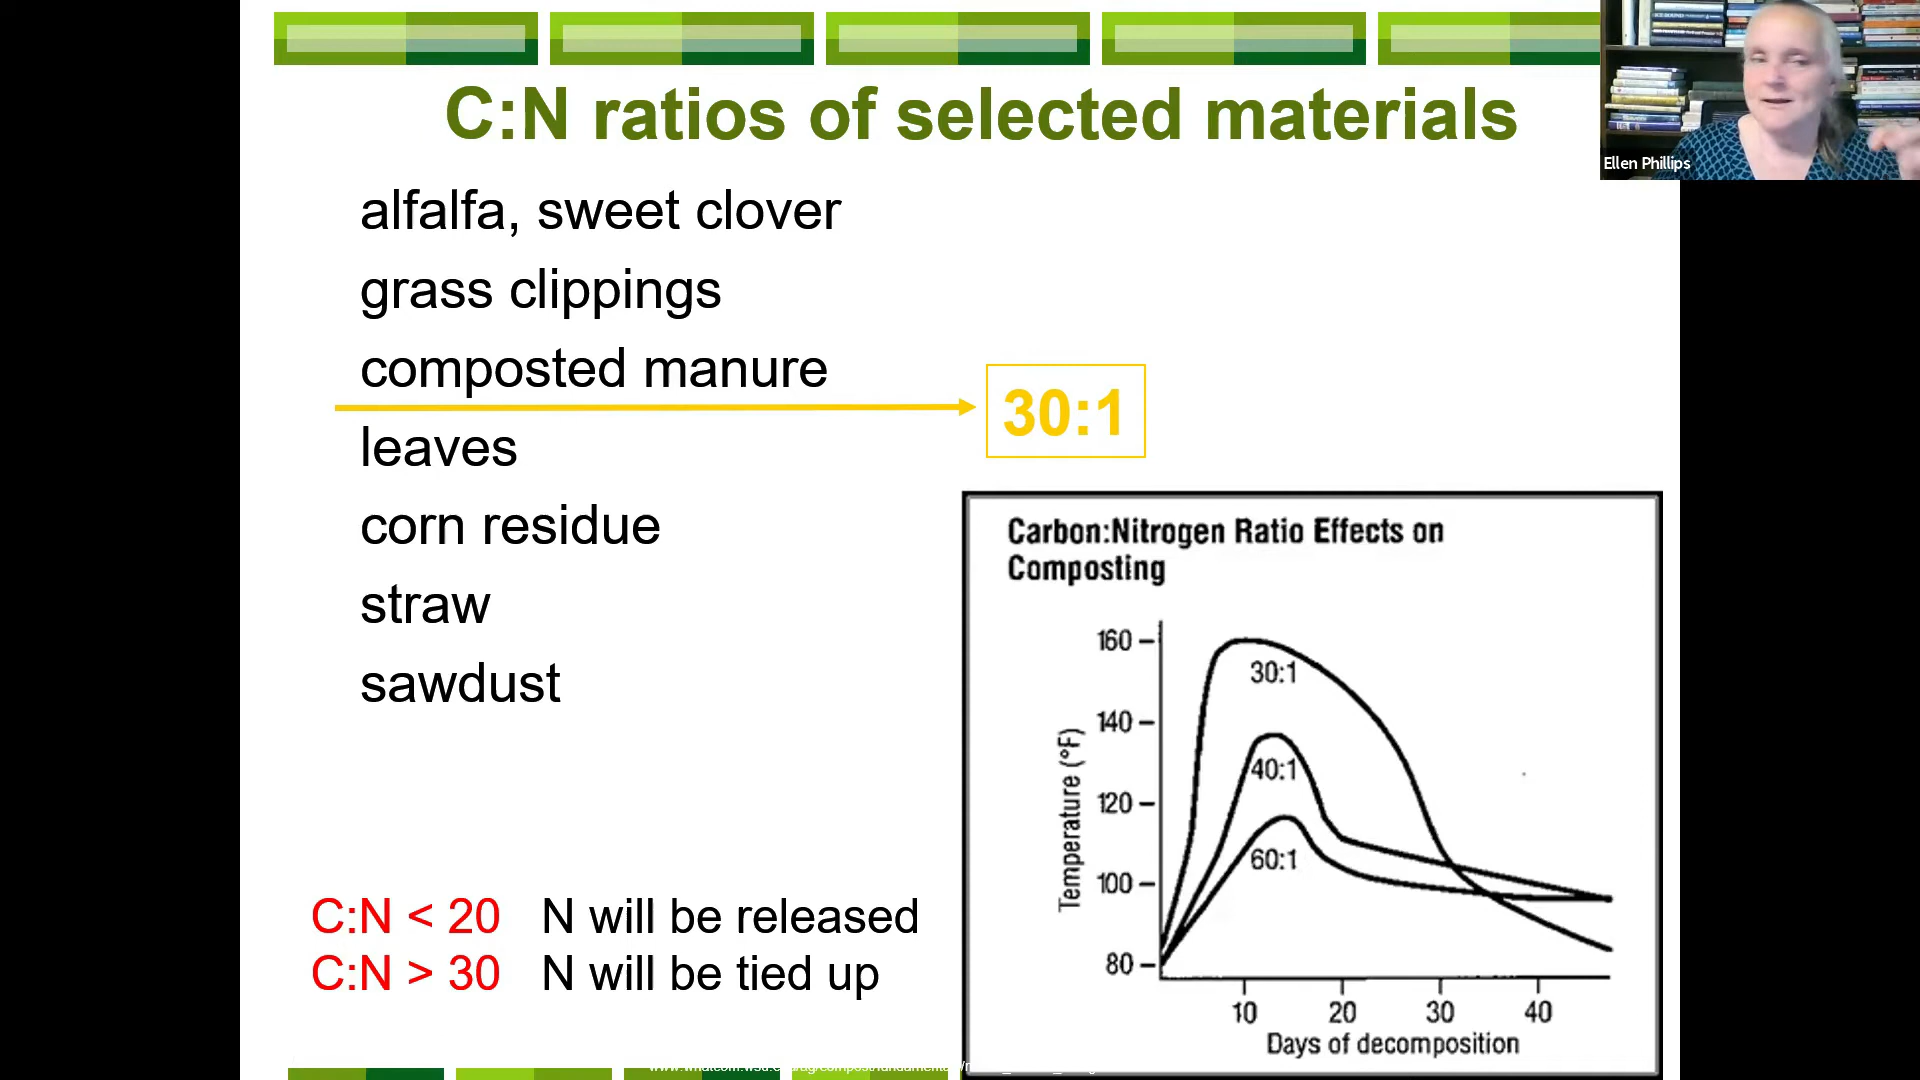 C:N ratios of selected materials
Ellen Phillips
alfalfa, sweet clover
grass clippings
composted manure
30:1
leaves
corn residue
straw
sawdust
C:N < 20 N will be released
C:N > 30 N will be tied up
Carbon:Nitrogen Ratio Effects on
Composting
Temperature (°F)
160
140
120
100
80
30:1
40:1
60:1
10 20 30 40
Days of decomposition